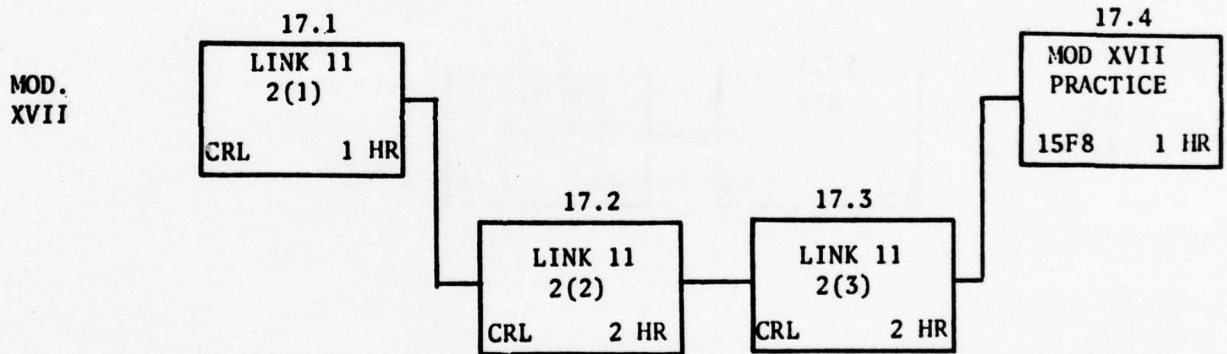 MOD.
XVII
17.1
LINK 11
2(1)
CRL 1 HR
17.2
LINK 11
2(2)
CRL 2 HR
17.3
LINK 11
2(3)
CRL 2 HR
17.4
MOD XVII
PRACTICE
15F8 1 HR